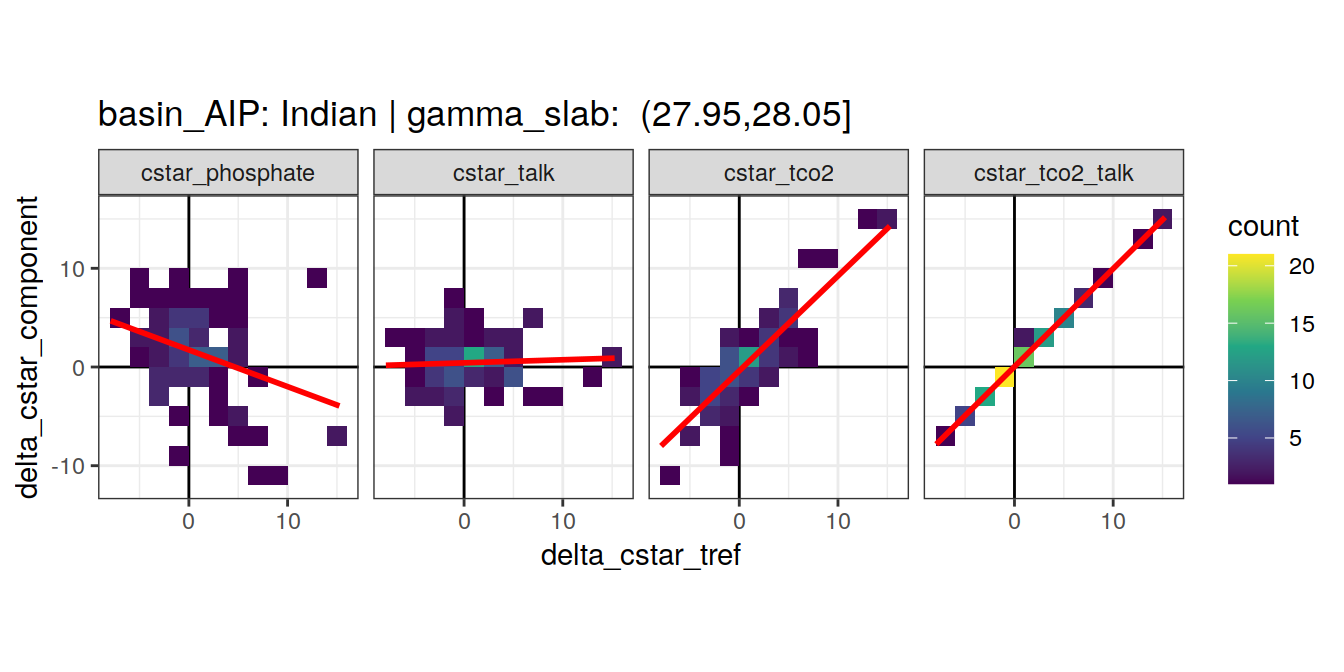 basin_AIP: Indian | gamma_slab:  (27.95,28.05]
cstar_phosphate
cstar_talk
cstar_tco2
cstar_tco2_talk
delta_cstar_component
10
0
-10
0
10
0
10
0
10
0
10
delta_cstar_tref
count
20
15
10
5